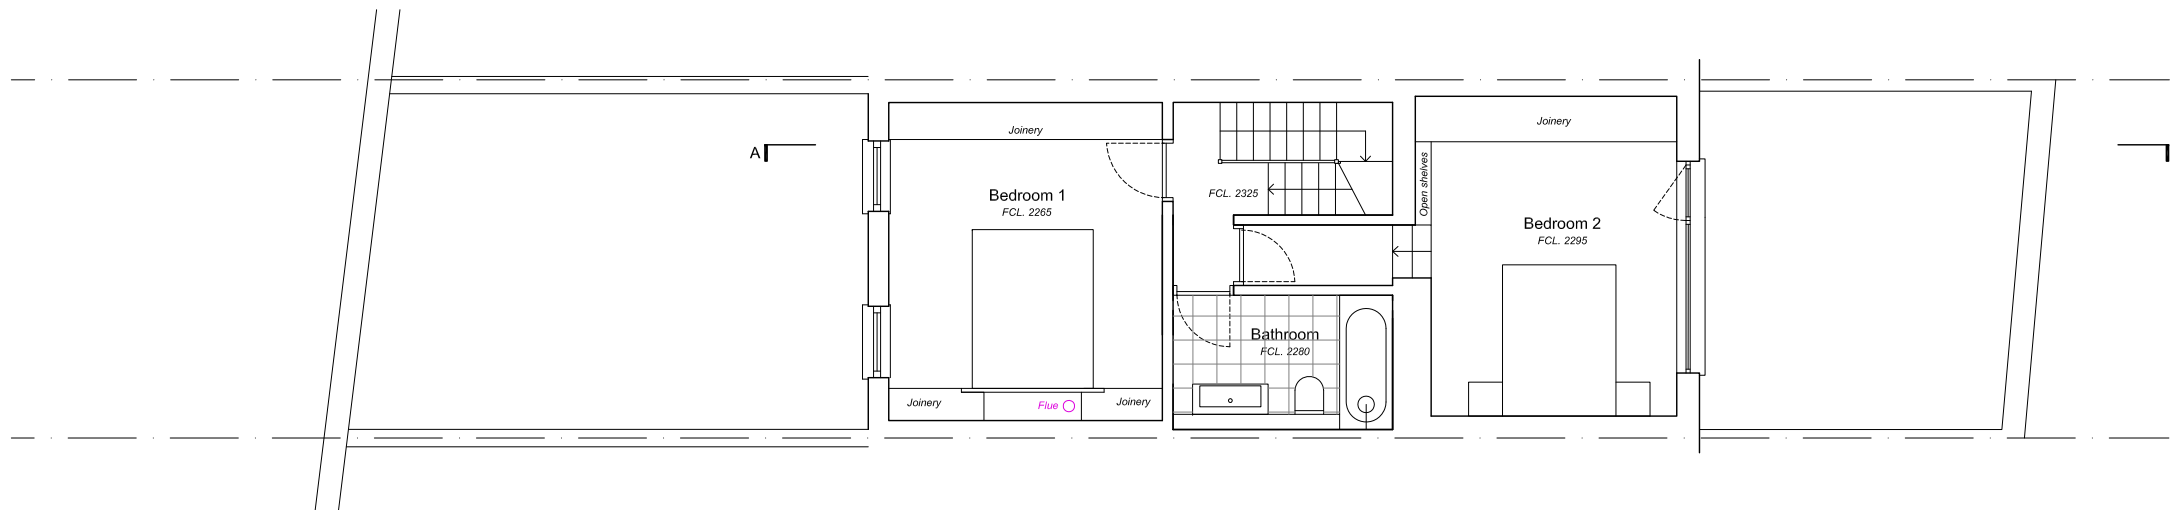 A
Joinery
Bedroom 1
FCL. 2265
Joinery
Flue
Joinery
FCL. 2325
Bathroom
FCL. 2280
Joinery
Open shelves
Bedroom 2
FCL. 2295